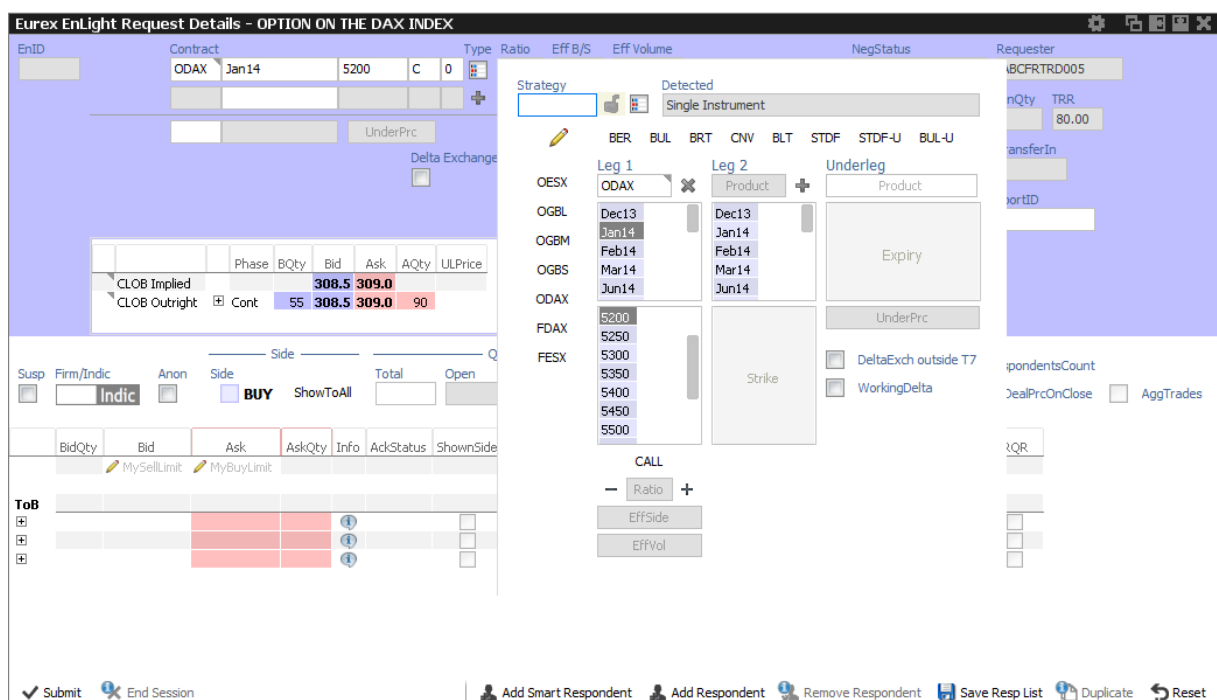 Eurex EnLight Request Details - OPTION ON THE DAX INDEX
EnID Contract Type Ratio Eff B/S Eff Volume NegStatus Requester
ODAX Jan14 5200 C 0 ABCFRTRD005
Strategy Detected
Single Instrument
TRR
UnderPrc 80.00
BER BUL BRT CNV BLT STDF STDF-U BUL-U
Delta Exchange
Leg 1 Leg 2 Underleg
OESX ODAX Product Product
OGBL Dec13 Dec13
Jan14 Jan14
OGBM Feb14 Feb14 Expiry
OGBS Mar14 Mar14
Jun14 Jun14
ODAX
FDAX
FESX
Phase BQty Bid Ask AQty ULPrice
CLOB Implied 308.5 309.0
CLOB Outright Cont 55 308.5 309.0 90
5200 UnderPrc
5250
5300 DeltaExch outside T7
5350 Strike
5400 WorkingDelta
5450
5500
Side
Susp Firm/Indic Anon Side Total Open
Indic BUY ShowToAll
DealPrcOnClose AggTrades
BidQty Bid Ask AskQty Info AckStatus ShownSide
MySellLimit MyBuyLimit
ToB
CALL
Ratio
EffSide
EffVol
Submit End Session Add Smart Respondent Add Respondent Remove Respondent Save Resp List Duplicate Reset